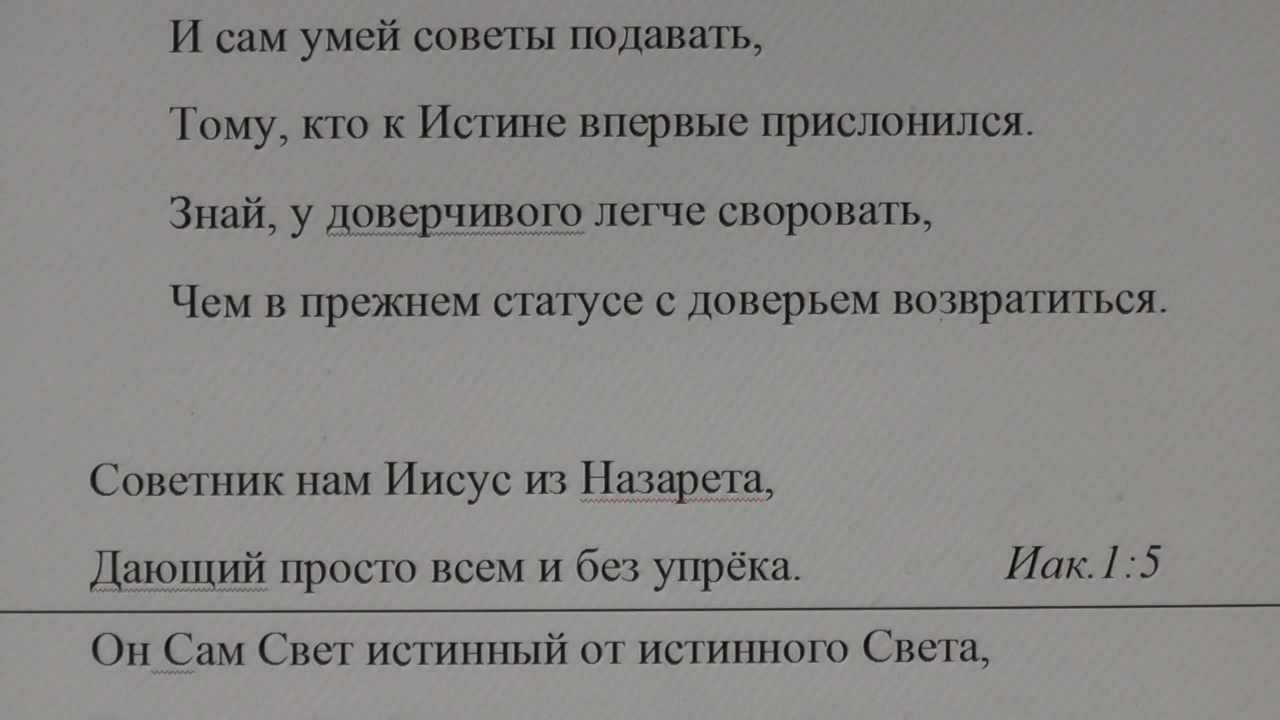 И сам умей советы подавать,
Тому, кто к Истине впервые прислонился.
Знай, у доверчивого легче своровать,
Чем в прежнем статусе с доверьем возвратиться.
Советник нам Иисус из Назарета,
Дающий просто всем и без упрёка. Иак.1:5
Он Сам Свет истинный от истинного Света,